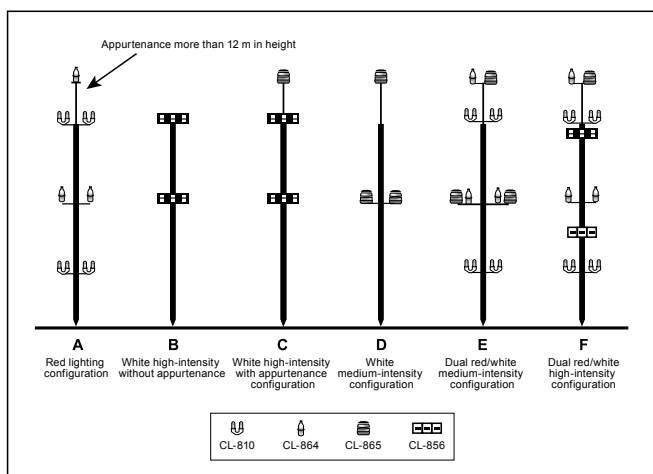 Appurtenance more than 12 m in height
A B C D E F
Red lighting configuration
White high-intensity without appurtenance
White high-intensity with appurtenance configuration
White medium-intensity configuration
Dual red/white medium-intensity configuration
Dual red/white high-intensity configuration
CL-810 CL-864 CL-865 CL-856